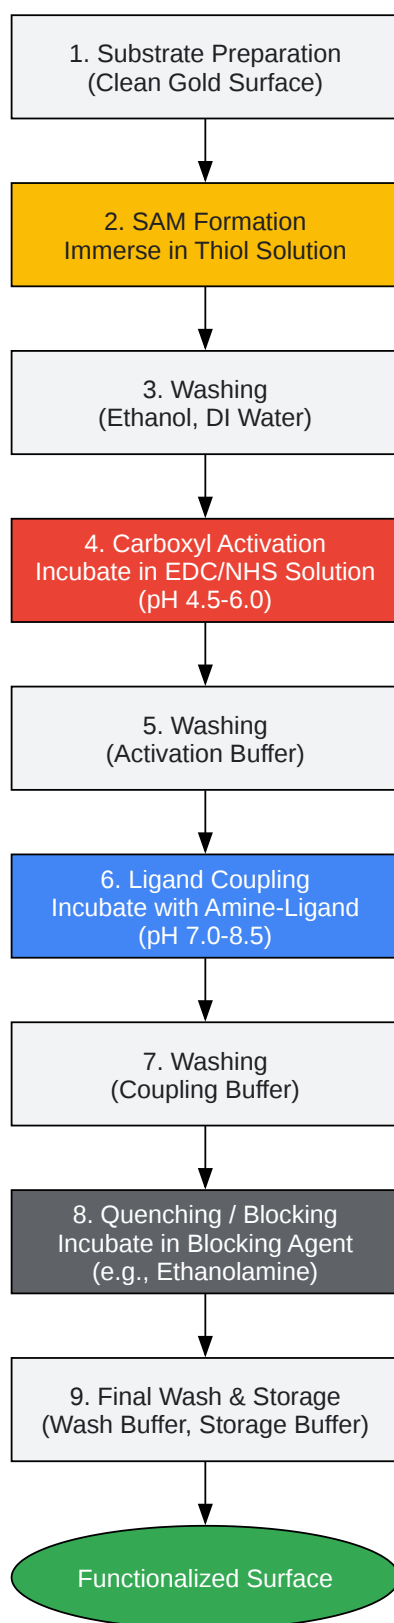 1. Substrate Preparation
(Clean Gold Surface)
2. SAM Formation
Immerse in Thiol Solution
3. Washing
(Ethanol, DI Water)
4. Carboxyl Activation
Incubate in EDC/NHS Solution
(pH 4.5-6.0)
5. Washing
(Activation Buffer)
6. Ligand Coupling
Incubate with Amine-Ligand
(pH 7.0-8.5)
7. Washing
(Coupling Buffer)
8. Quenching / Blocking
Incubate in Blocking Agent
(e.g., Ethanolamine)
9. Final Wash & Storage
(Wash Buffer, Storage Buffer)
Functionalized Surface